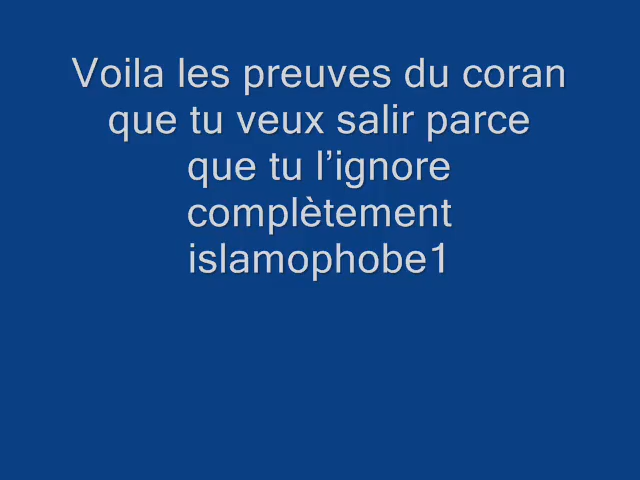 Voila les preuves du coran
que tu veux salir parce
que tu l’ignore
complètement
islamophobe1